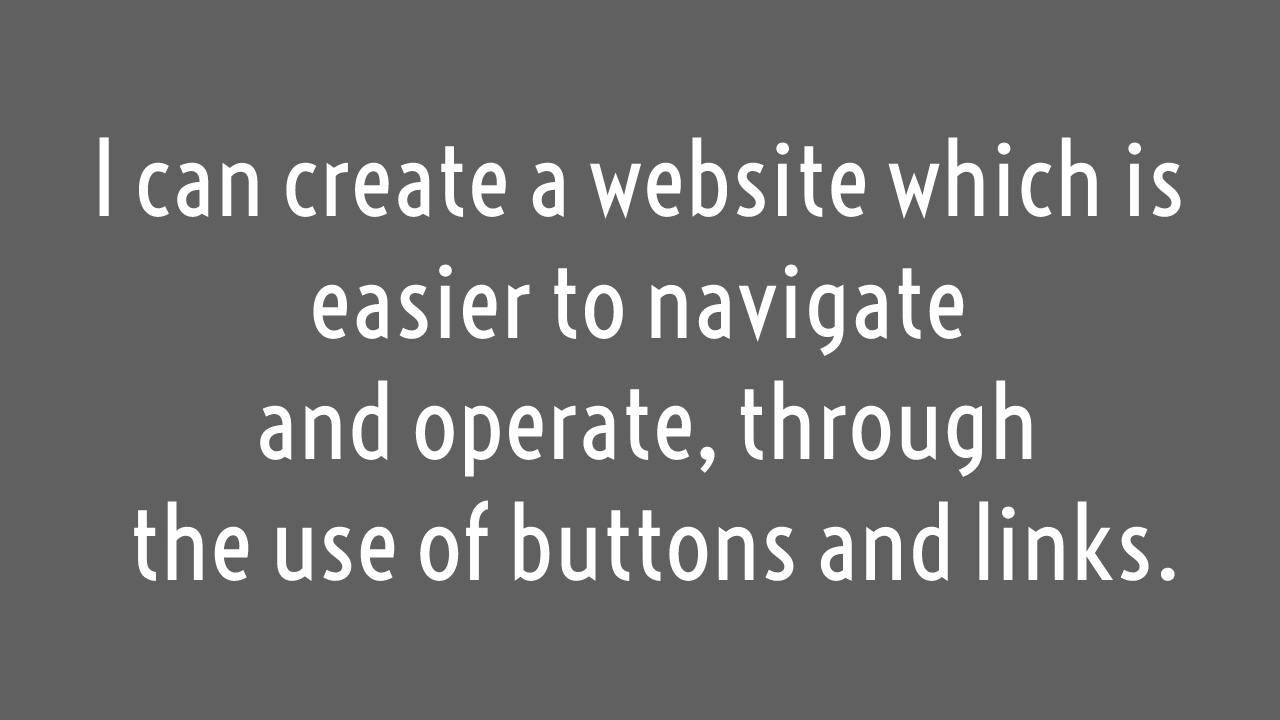 I can create a website which is
easier to navigate
and operate, through
the use of buttons and links.